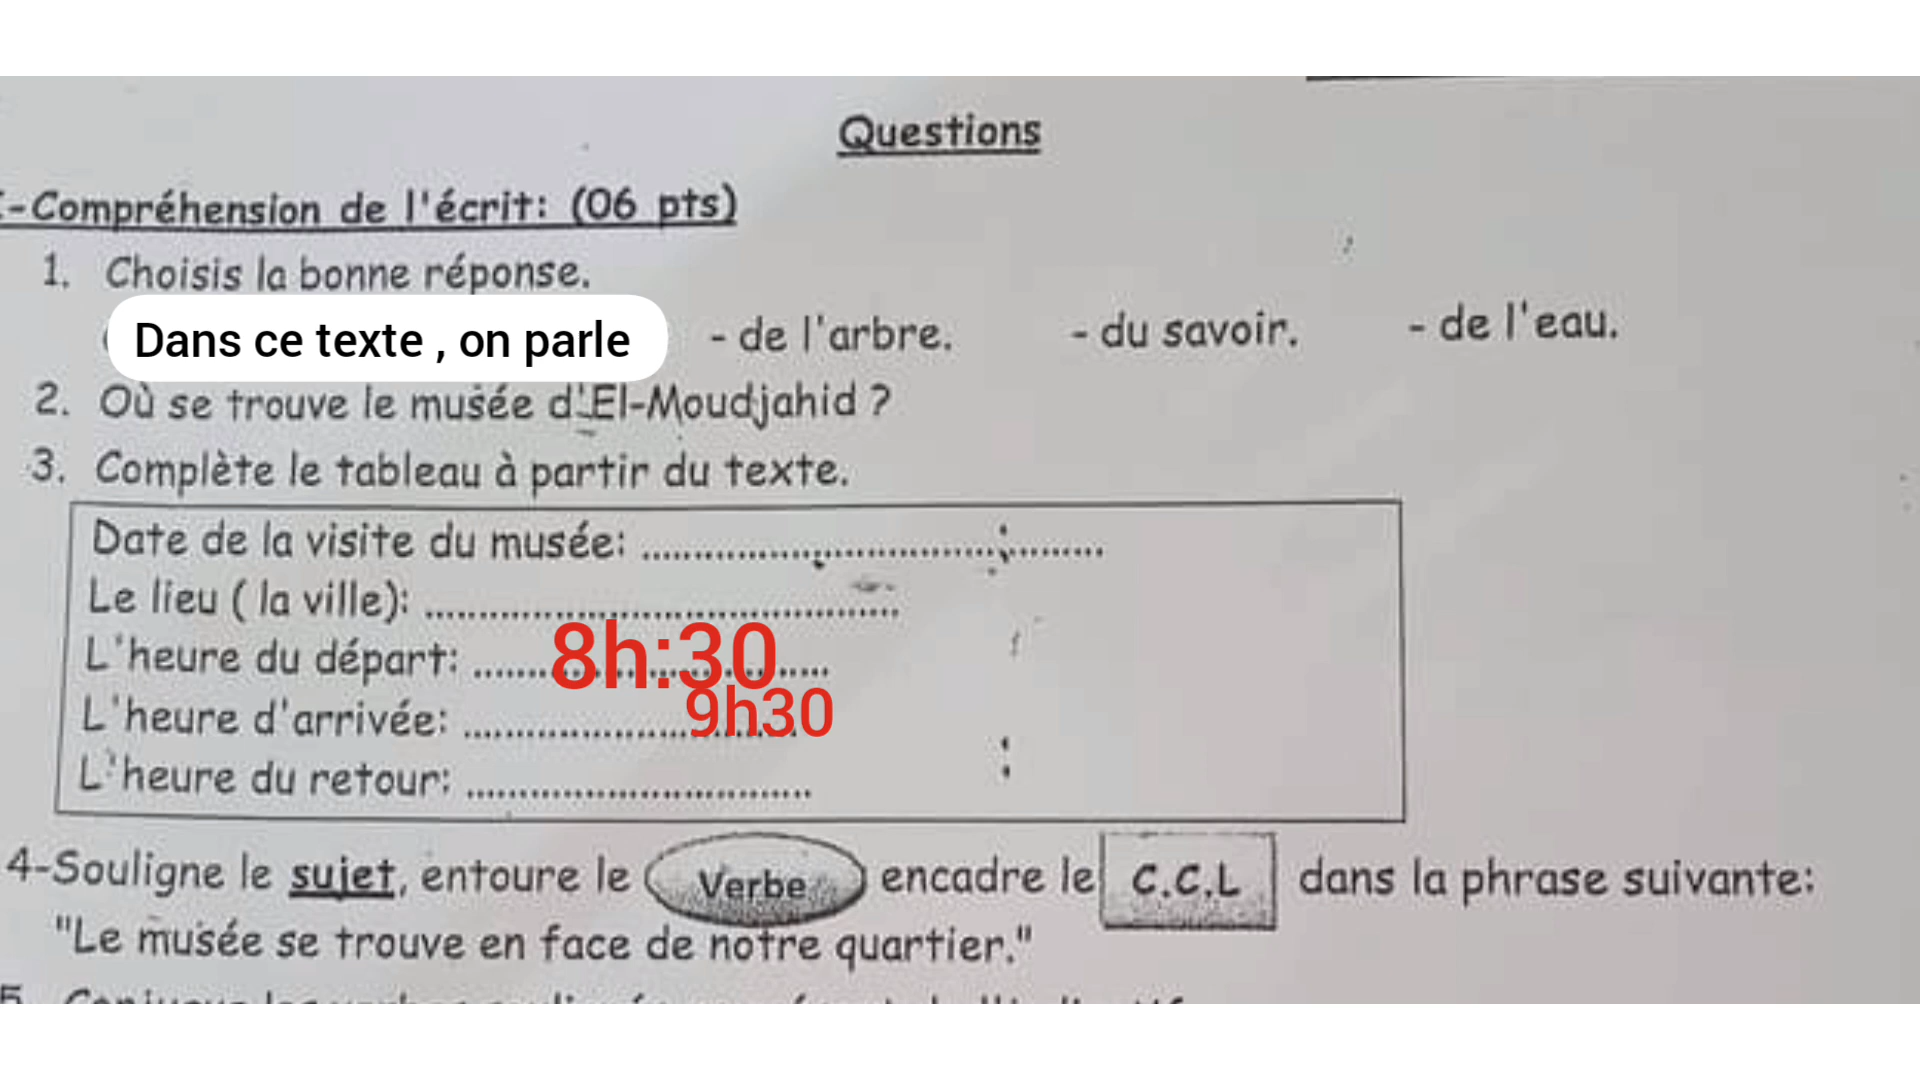 Questions
-Compréhension de l'écrit: (06 pts)
1. Choisis la bonne réponse.
Dans ce texte , on parle - de l'arbre. - du savoir. - de l'eau.
2. Où se trouve le musée d'El-Moudjahid ?
3. Complète le tableau à partir du texte.
Date de la visite du musée: ..............................................
Le lieu ( la ville): ..............................................
L'heure du départ: .......8h:30.....
L'heure d'arrivée: ......................9h30
L'heure du retour: ..................................
4-Souligne le sujet, entoure le Verbe encadre le C.C.L dans la phrase suivante:
"Le musée se trouve en face de notre quartier."